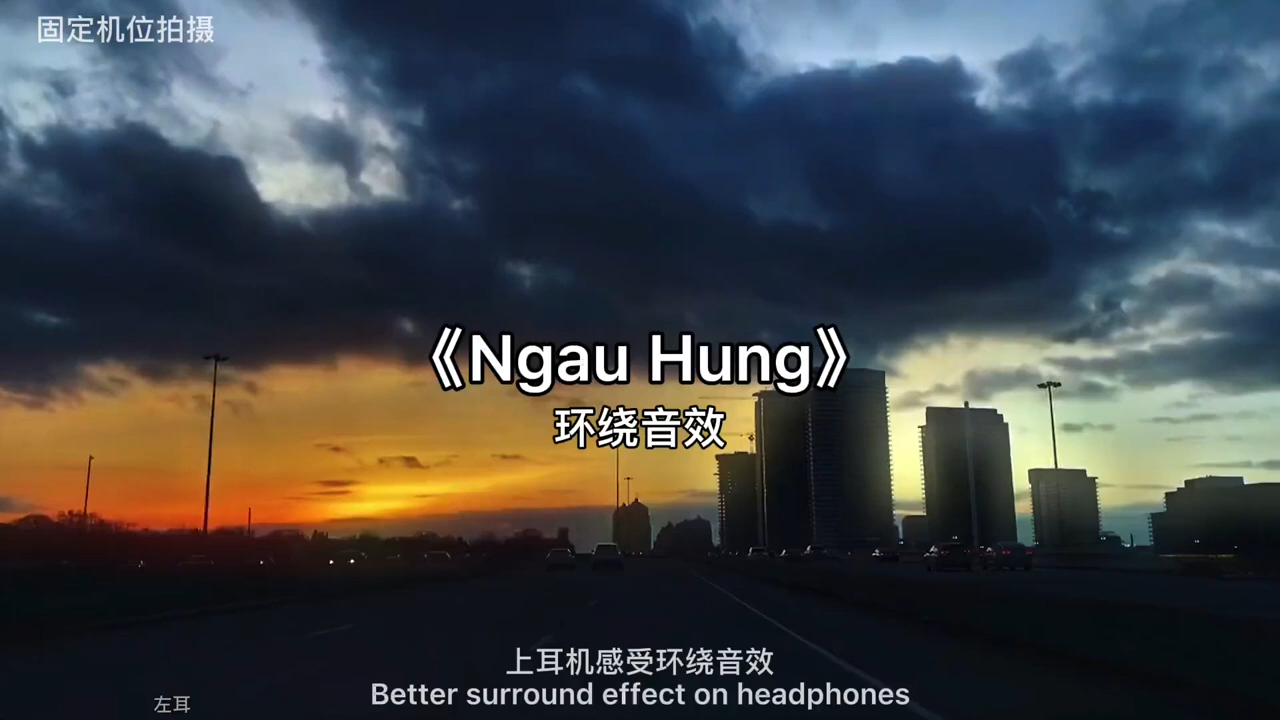 固定机位拍摄
《Ngau Hung》
环绕音效
上耳机感受环绕音效
Better surround effect on headphones
左耳